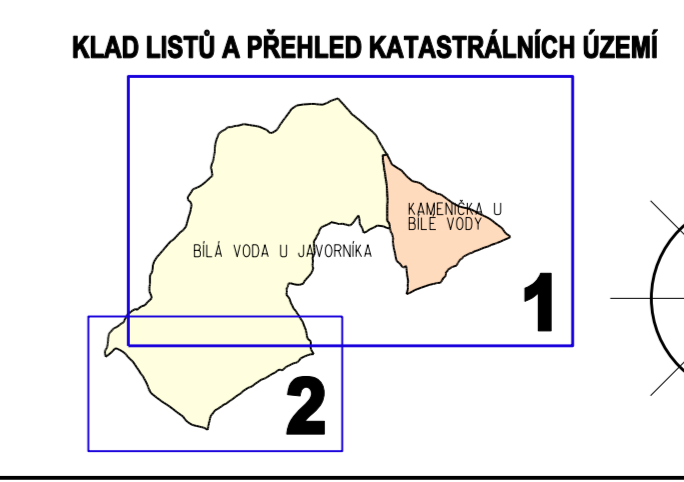 KLAD LISTŮ A PŘEHLED KATASTRÁLNÍCH ÚZEMÍ
KAMENIČKA U
BÍLÉ VODY
BÍLÁ VODA U JAVORNÍKA
1
2